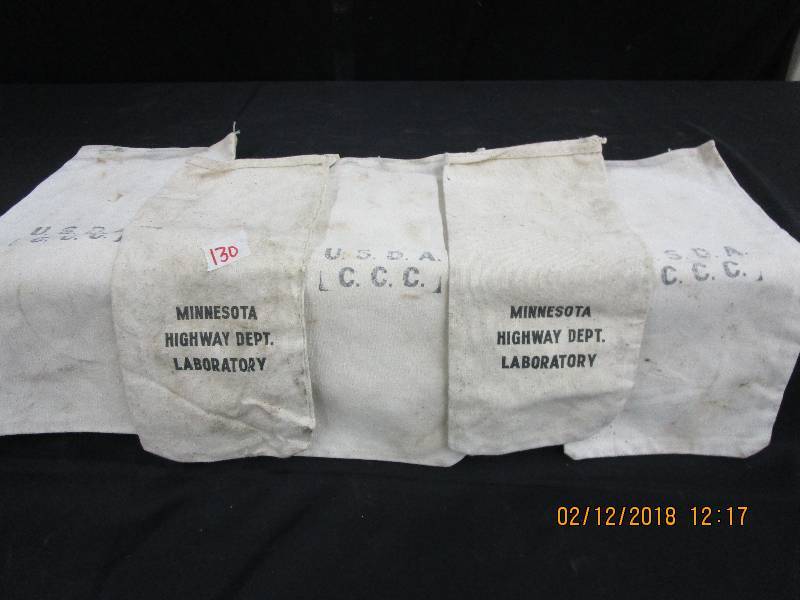 U. S. D.
S. C. C.
130
MINNESOTA
HIGHWAY DEPT.
LABORATORY
U. S. D. A.
C. C. C.
MINNESOTA
HIGHWAY DEPT.
LABORATORY
S. D. A.
C. C. C.
02/12/2018 12:17